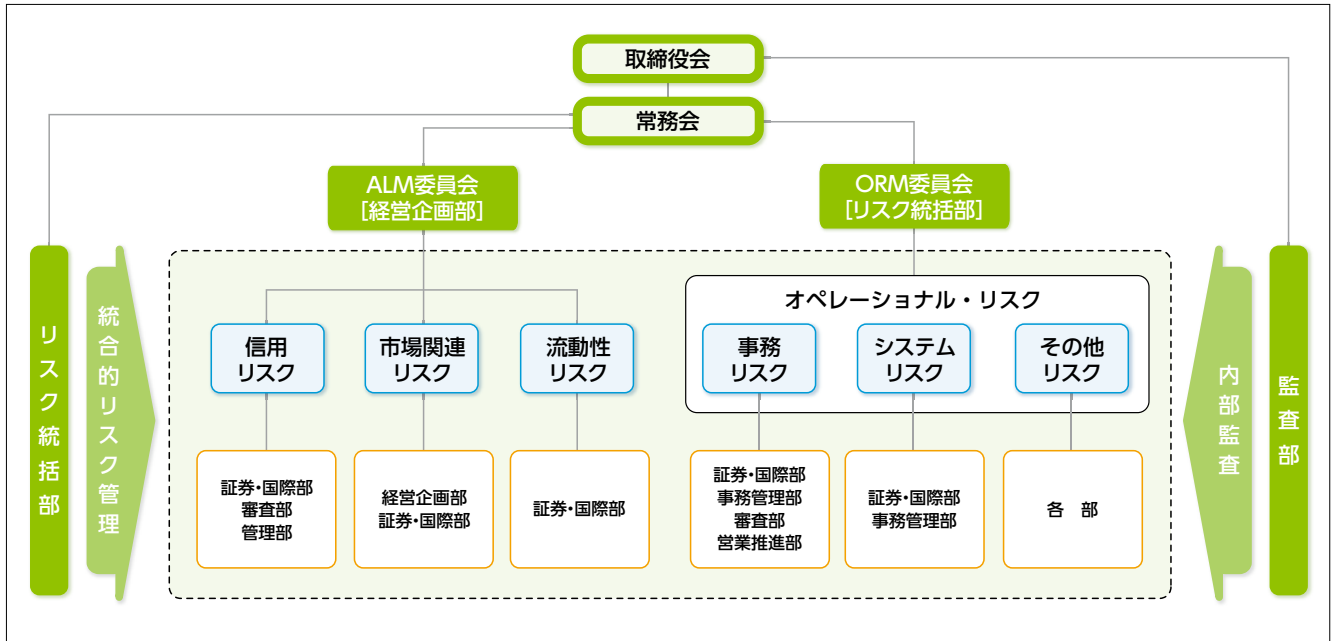 取締役会
常務会
ALM委員会
[経営企画部]
ORM委員会
[リスク統括部]
リスク統括部
統合的リスク管理
オペレーショナル・リスク
信用
リスク
市場関連
リスク
流動性
リスク
事務
リスク
システム
リスク
その他
リスク
証券・国際部
審査部
管理部
経営企画部
証券・国際部
証券・国際部
証券・国際部
事務管理部
審査部
営業推進部
証券・国際部
事務管理部
各 部
内部監査
監査部